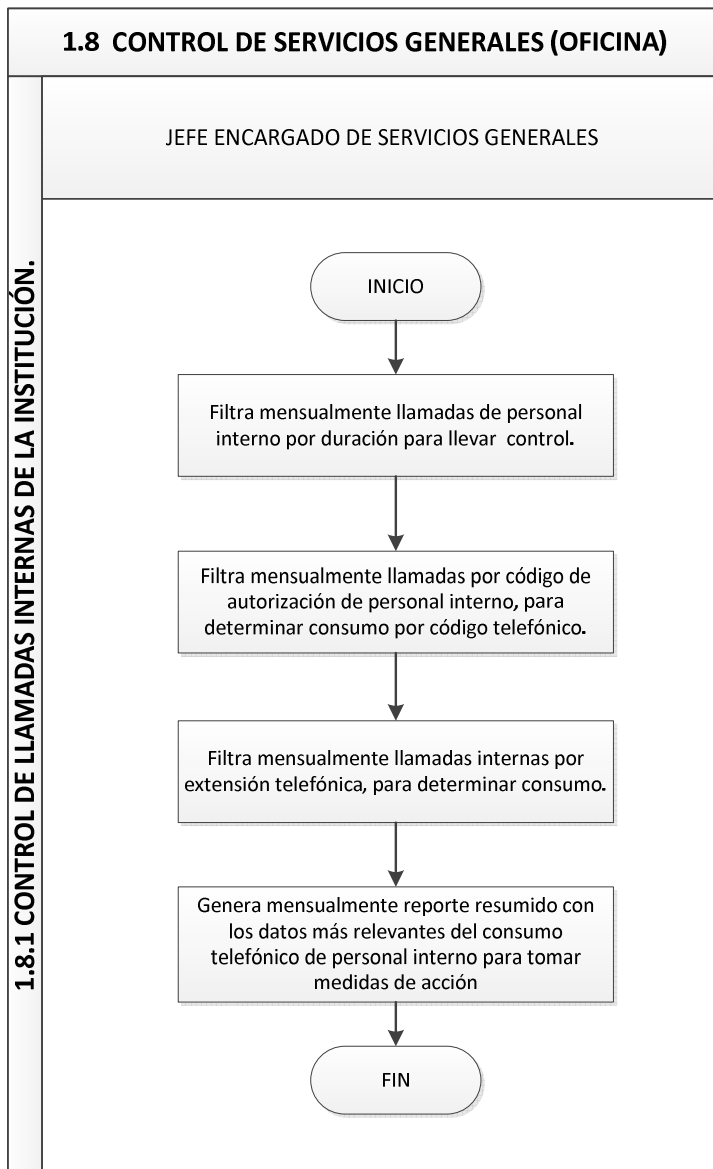 1.8 CONTROL DE SERVICIOS GENERALES (OFICINA)
1.8.1 CONTROL DE LLAMADAS INTERNAS DE LA INSTITUCIÓN.
JEFE ENCARGADO DE SERVICIOS GENERALES
INICIO
Filtra mensualmente llamadas de personal
interno por duración para llevar control.
Filtra mensualmente llamadas por código de
autorización de personal interno, para
determinar consumo por código telefónico.
Filtra mensualmente llamadas internas por
extensión telefónica, para determinar consumo.
Genera mensualmente reporte resumido con
los datos más relevantes del consumo
telefónico de personal interno para tomar
medidas de acción
FIN